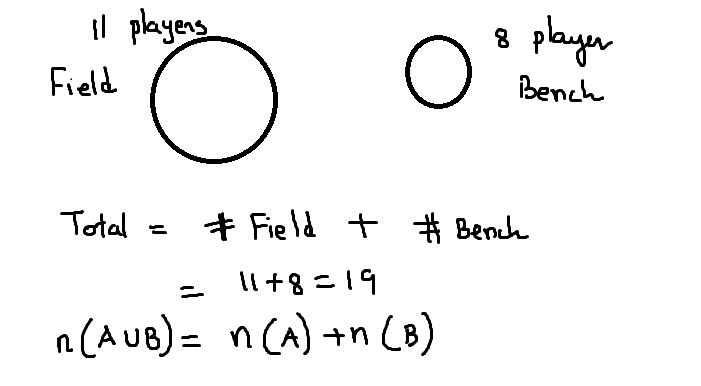 11 players
Field
8 player
Bench
Total = # Field + # Bench
= 11+8=19
n(A∪B)= n(A)+n(B)